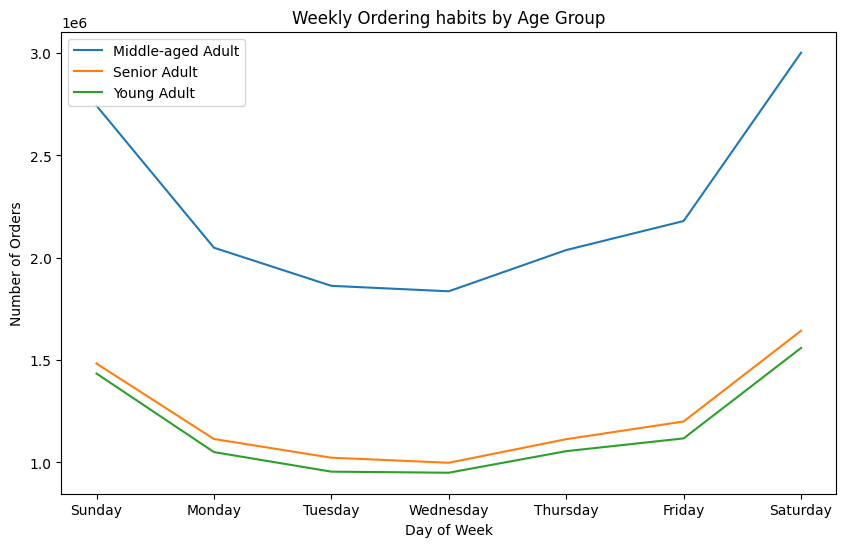 Weekly Ordering habits by Age Group
1e6
Middle-aged Adult
Senior Adult
Young Adult
3.0
2.5
2.0
1.5
1.0
Number of Orders
Sunday Monday Tuesday Wednesday Thursday Friday Saturday
Day of Week